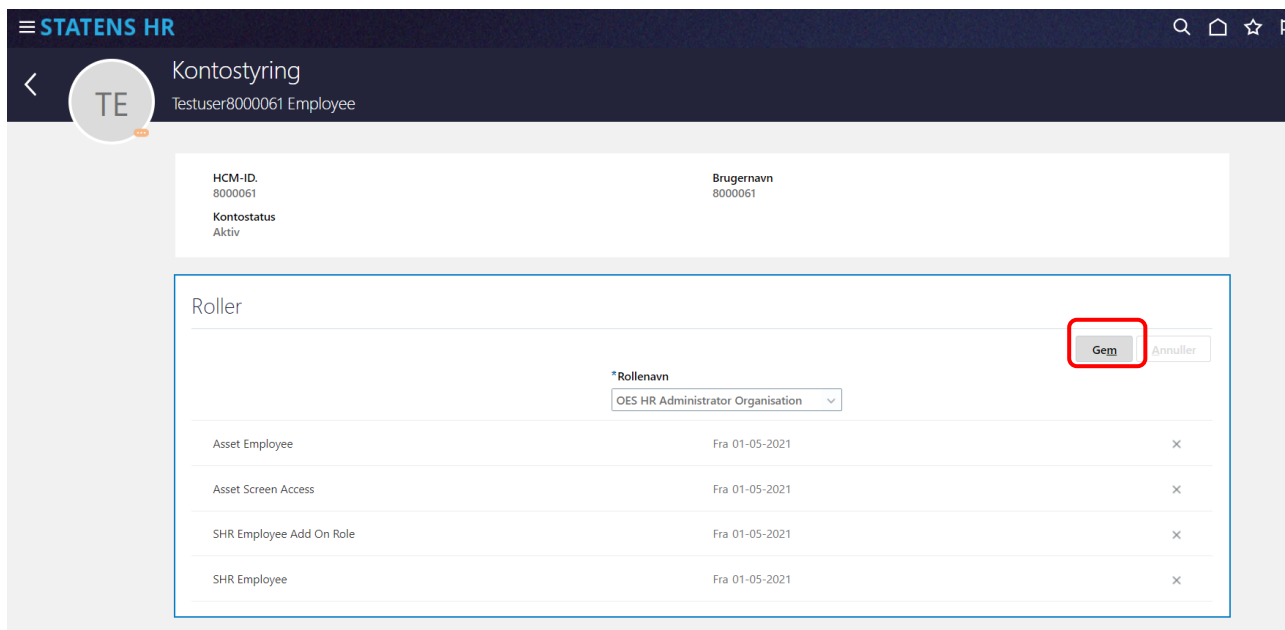 STATENS HR
Kontostyring
TE
Testuser8000061 Employee
HCM-ID. Brugernavn
8000061 8000061
Kontostatus
Aktiv
Roller
Gem Annuller
*Rollenavn
OES HR Administrator Organisation
Asset Employee Fra 01-05-2021
Asset Screen Access Fra 01-05-2021
SHR Employee Add On Role Fra 01-05-2021
SHR Employee Fra 01-05-2021